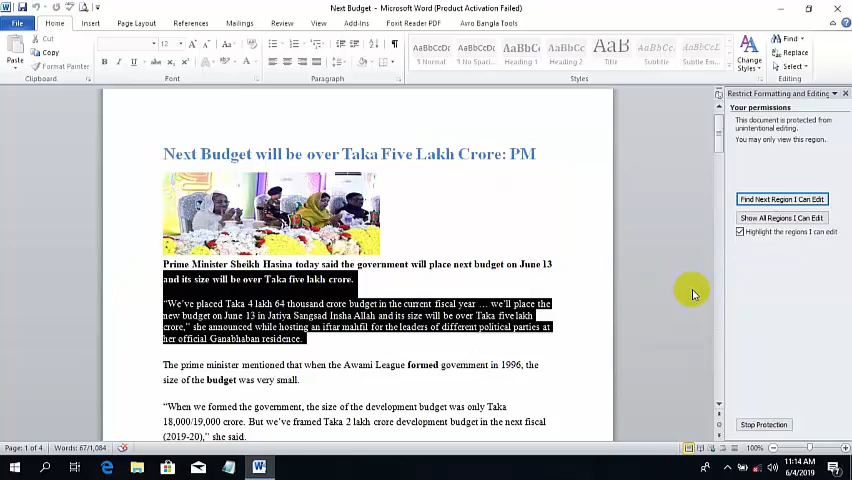 Next Budget - Microsoft Word (Product Activation Failed)
File Home Insert Page Layout References Mailings Review View Add-Ins Foxit Reader PDF Avro Bangla Tools
Paste
Cut
Copy
Format Painter
Clipboard
12
Font
Paragraph
AaBbCcDc AaBbCcDc AaBbCc AaBbCc AaB AaBbCcL AaBbCcDc
Normal No Spaci... Heading 1 Heading 2 Title Subtitle Subtle Em...
Styles
Change Styles
Find
Replace
Select
Editing
Next Budget will be over Taka Five Lakh Crore: PM
Prime Minister Sheikh Hasina today said the government will place next budget on June 13
and its size will be over Taka five lakh crore.
“We’ve placed Taka 4 lakh 64 thousand crore budget in the current fiscal year … we’ll place the
new budget on June 13 in Jatiya Sangsad Insha Allah and its size will be over Taka five lakh
crore,” she announced while hosting an iftar mahfil for the leaders of different political parties at
her official Ganabhaban residence.
The prime minister mentioned that when the Awami League formed government in 1996, the
size of the budget was very small.
“When we formed the government, the size of the development budget was only Taka
18,000/19,000 crore. But we’ve framed Taka 2 lakh crore development budget in the next fiscal
(2019-20),” she said.
Restrict Formatting and Editing
Your permissions
This document is protected from
unintentional editing.
You may only view this region.
Find Next Region I Can Edit
Show All Regions I Can Edit
Highlight the regions I can edit
Stop Protection
Page: 1 of 4 Words: 67/1,084
100%
11:14 AM
6/4/2019